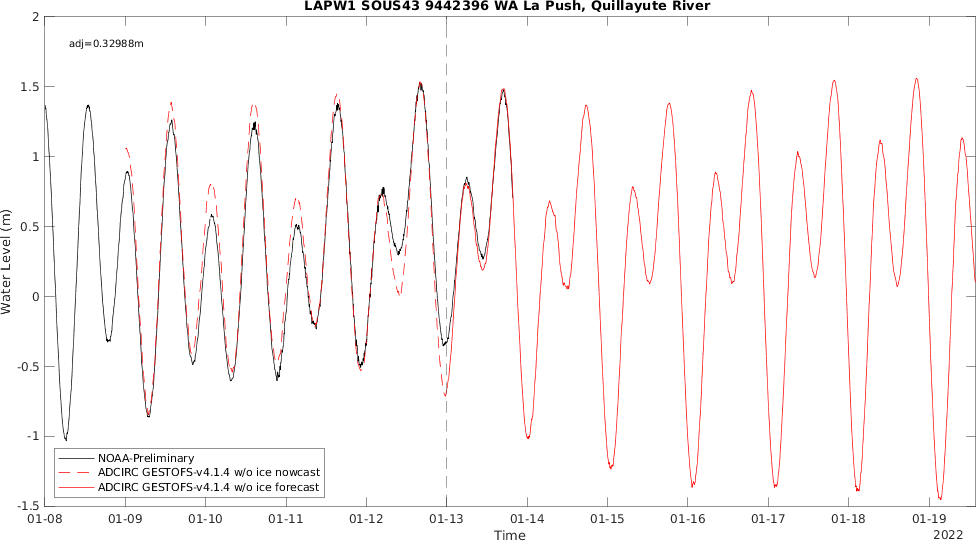 LAPW1 SOUS43 9442396 WA La Push, Quillayute River
adj=0.32988m
Water Level (m)
2
1.5
1
0.5
0
-0.5
-1
-1.5
NOAA-Preliminary
ADCIRC GESTOFS-v4.1.4 w/o ice nowcast
ADCIRC GESTOFS-v4.1.4 w/o ice forecast
01-08 01-09 01-10 01-11 01-12 01-13 01-14 01-15 01-16 01-17 01-18 01-19
Time
2022